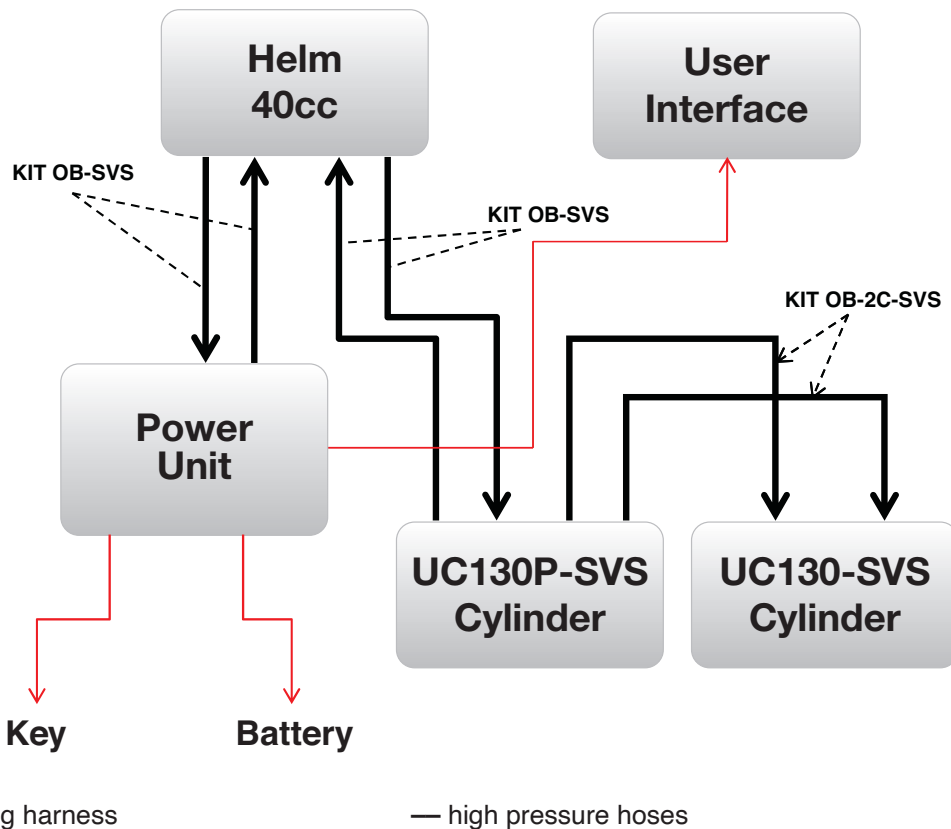 Helm
40cc
User
Interface
KIT OB-SVS
KIT OB-SVS
KIT OB-2C-SVS
Power
Unit
UC130P-SVS
Cylinder
UC130-SVS
Cylinder
Key
Battery
g harness
high pressure hoses